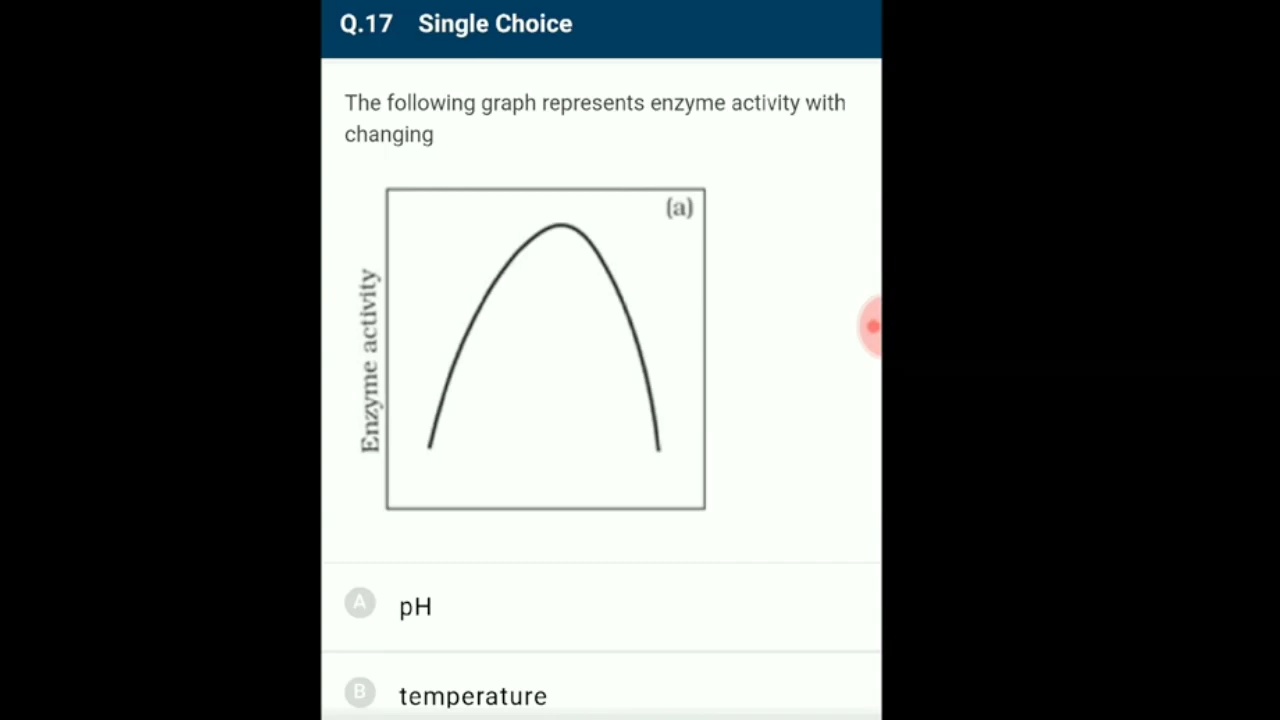 Q.17 Single Choice
The following graph represents enzyme activity with
changing
(a)
Enzyme activity
A pH
B temperature